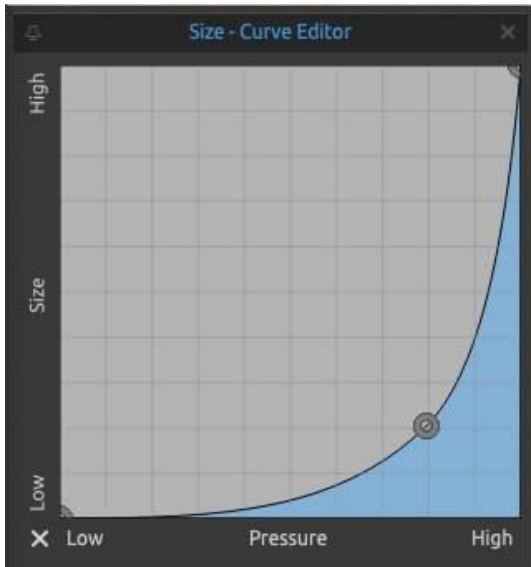 Size - Curve Editor
High
Size
Low
Low Pressure High